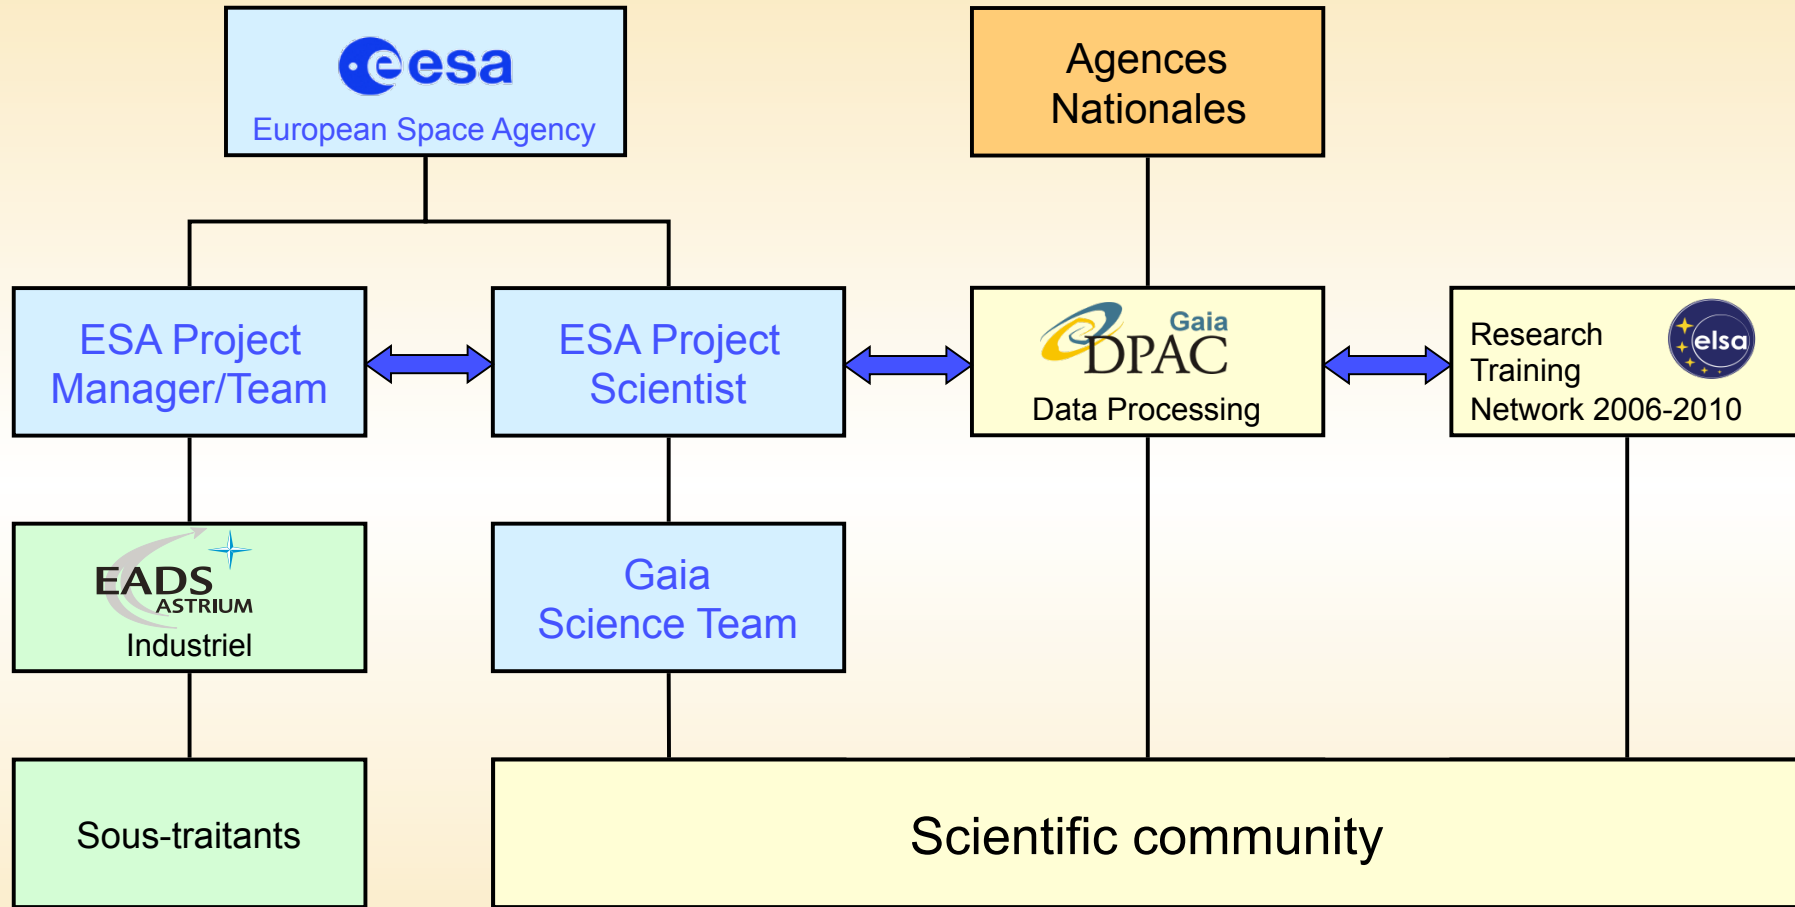 esa
European Space Agency
Agences
Nationales
ESA Project
Manager/Team
ESA Project
Scientist
Gaia
DPAC
Data Processing
Research
Training
Network 2006-2010
elsa
EADS
ASTRIUM
Industriel
Gaia
Science Team
Sous-traitants
Scientific community